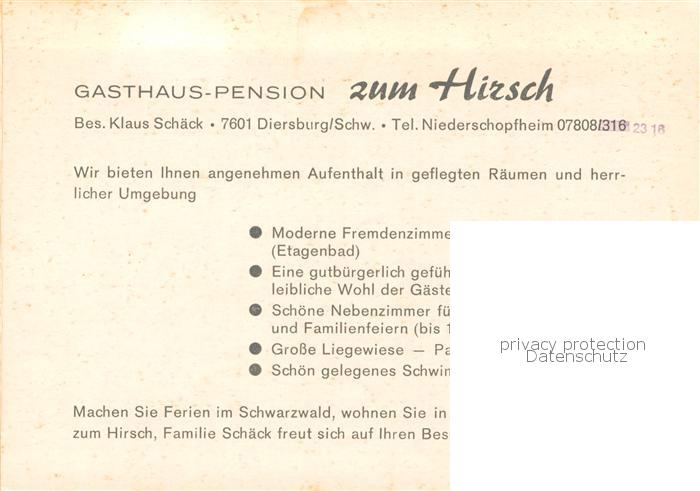 GASTHAUS-PENSION zum Hirsch
Bes. Klaus Schäck • 7601 Diersburg/Schw. • Tel. Niederschopfheim 07808/316 23 16
Wir bieten Ihnen angenehmen Aufenthalt in geflegten Räumen und herr-
licher Umgebung
● Moderne Fremdenzimme
(Etagenbad)
● Eine gutbürgerlich gefüh
leibliche Wohl der Gäste
● Schöne Nebenzimmer fü
und Familienfeiern (bis 1
● Große Liegewiese — Pa
● Schön gelegenes Schwim
Machen Sie Ferien im Schwarzwald, wohnen Sie in
zum Hirsch, Familie Schäck freut sich auf Ihren Bes
privacy protection
Datenschutz